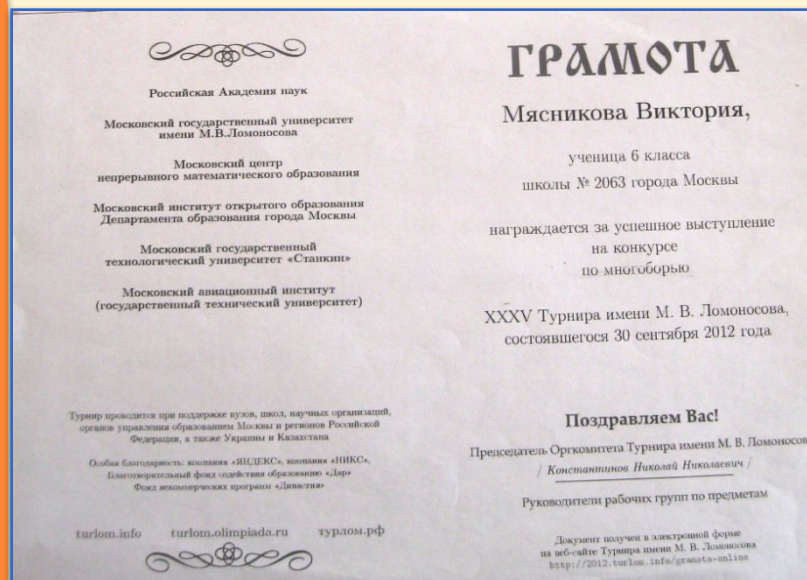 Российская Академия наук
Московский государственный университет
имени М.В.Ломоносова
Московский центр
непрерывного математического образования
Московский институт открытого образования
Департамента образования города Москвы
Московский государственный
технологический университет «Станкин»
Московский авиационный институт
(государственный технический университет)
Турнир проводится при поддержке вузов, школ, научных организаций,
органов управления образованием Москвы и регионов Российской
Федерации, а также Украины и Казахстана
Особая благодарность: компания «ЯНДЕКС», компания «НИКС»,
Благотворительный фонд содействия образованию «Дар»
Фонд некоммерческих программ «Династия»
turlom.info turlom.olimpiada.ru турлом.рф
ГРАМОТА
Мясникова Виктория,
ученица 6 класса
школы № 2063 города Москвы
награждается за успешное выступление
на конкурсе
по многоборью
XXXV Турнира имени М. В. Ломоносова,
состоявшегося 30 сентября 2012 года
Поздравляем Вас!
Председатель Оргкомитета Турнира имени М. В. Ломоносов
/ Константинов Николай Николаевич /
Руководители рабочих групп по предметам
Документ получен в электронной форме
на веб-сайте Турнира имени М. В. Ломоносова
http://2012.turlom.info/gramota-online